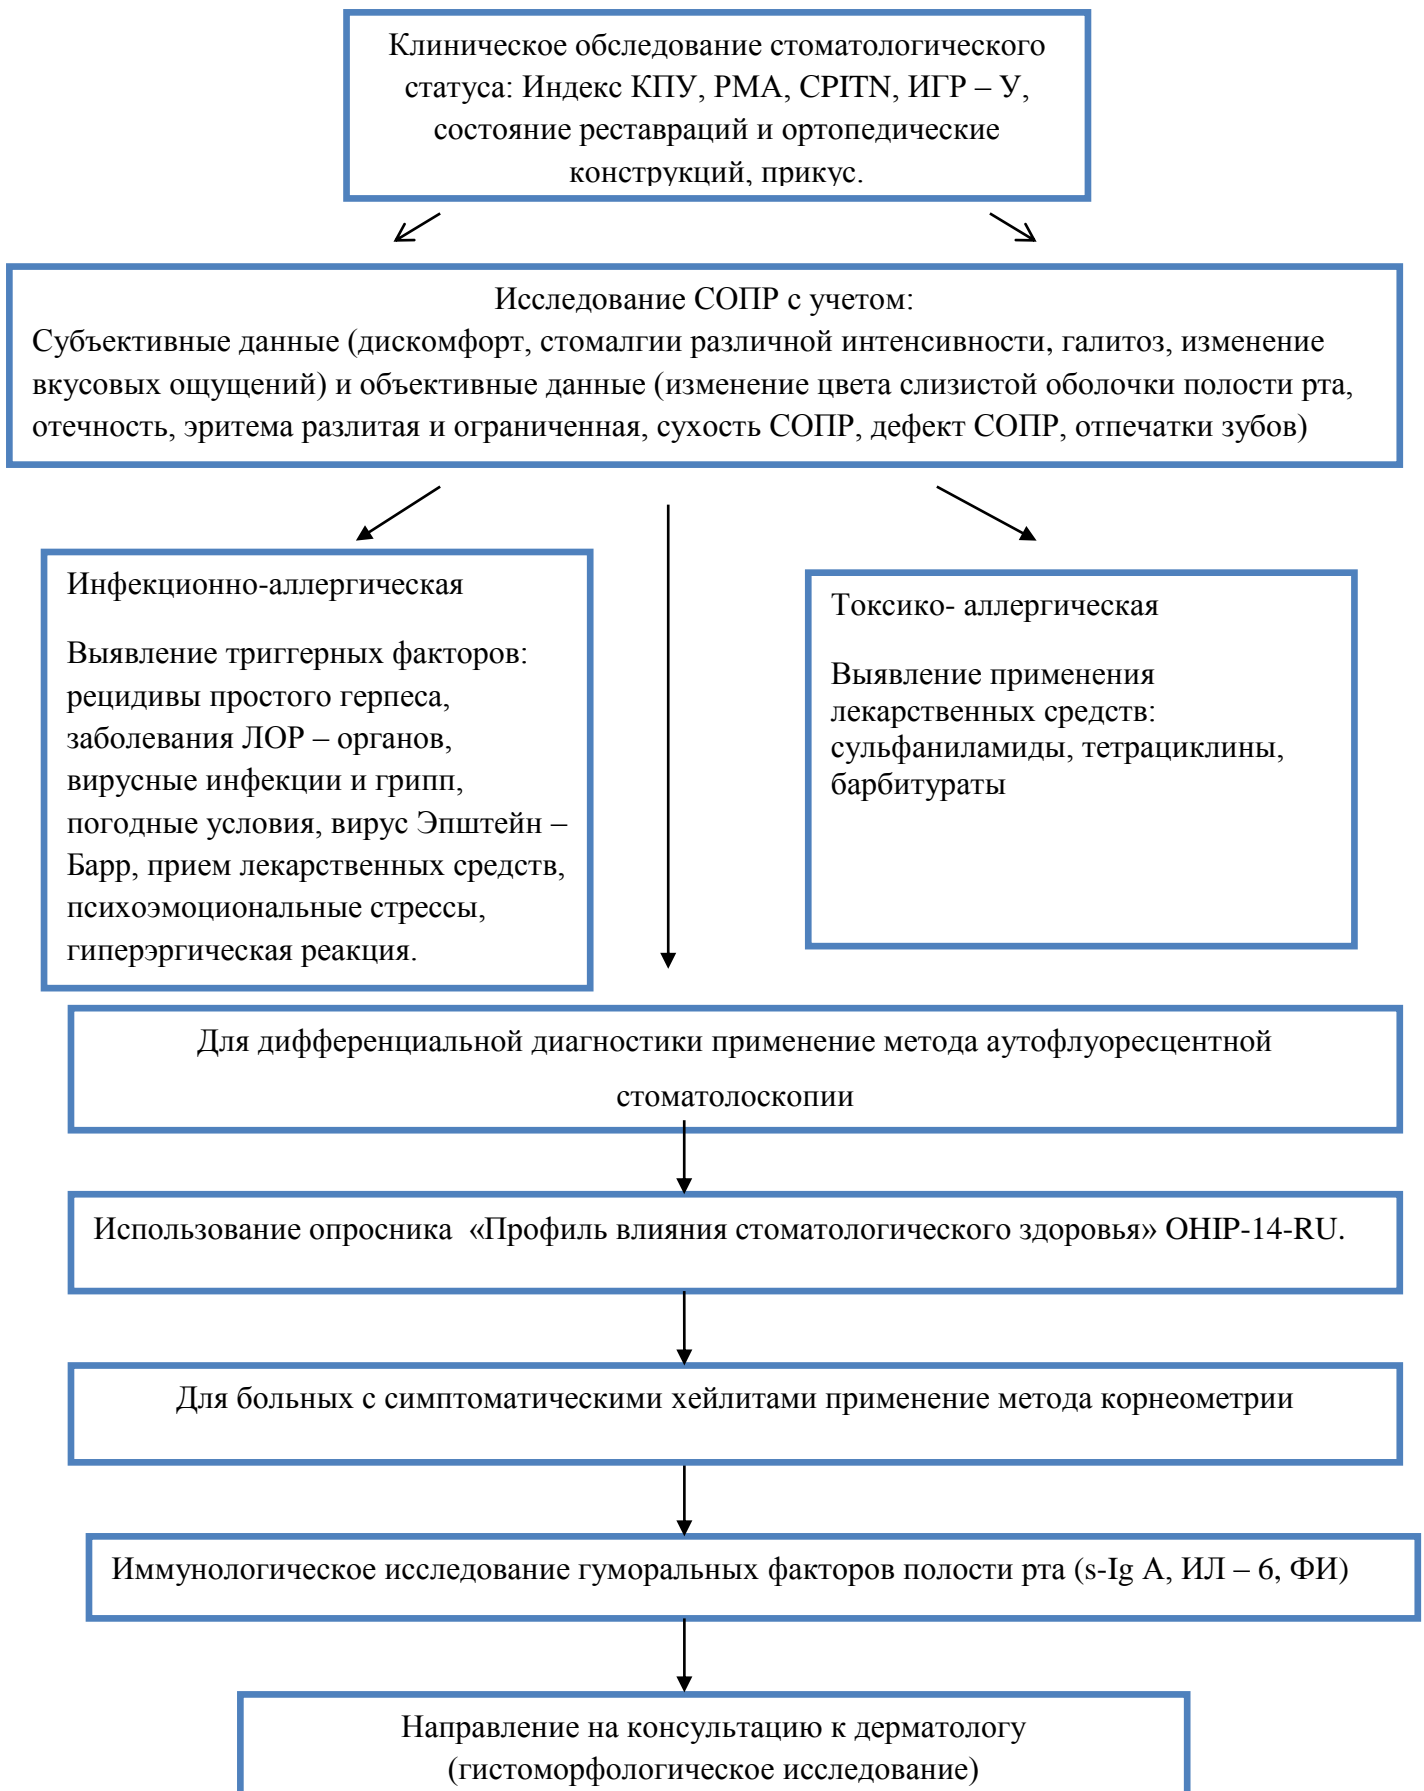 Клиническое обследование стоматологического
статуса: Индекс КПУ, РМА, CPITN, ИГР – У,
состояние реставраций и ортопедические
конструкций, прикус.
Исследование СОПР с учетом:
Субъективные данные (дискомфорт, стомалгии различной интенсивности, галитоз, изменение
вкусовых ощущений) и объективные данные (изменение цвета слизистой оболочки полости рта,
отечность, эритема разлитая и ограниченная, сухость СОПР, дефект СОПР, отпечатки зубов)
Инфекционно-аллергическая
Выявление триггерных факторов:
рецидивы простого герпеса,
заболевания ЛОР – органов,
вирусные инфекции и грипп,
погодные условия, вирус Эпштейн –
Барр, прием лекарственных средств,
психоэмоциональные стрессы,
гиперэргическая реакция.
Токсико- аллергическая
Выявление применения
лекарственных средств:
сульфаниламиды, тетрациклины,
барбитураты
Для дифференциальной диагностики применение метода аутофлуоресцентной
стоматолоскопии
Использование опросника «Профиль влияния стоматологического здоровья» OHIP-14-RU.
Для больных с симптоматическими хейлитами применение метода корнеометрии
Иммунологическое исследование гуморальных факторов полости рта (s-Ig A, ИЛ – 6, ФИ)
Направление на консультацию к дерматологу
(гистоморфологическое исследование)